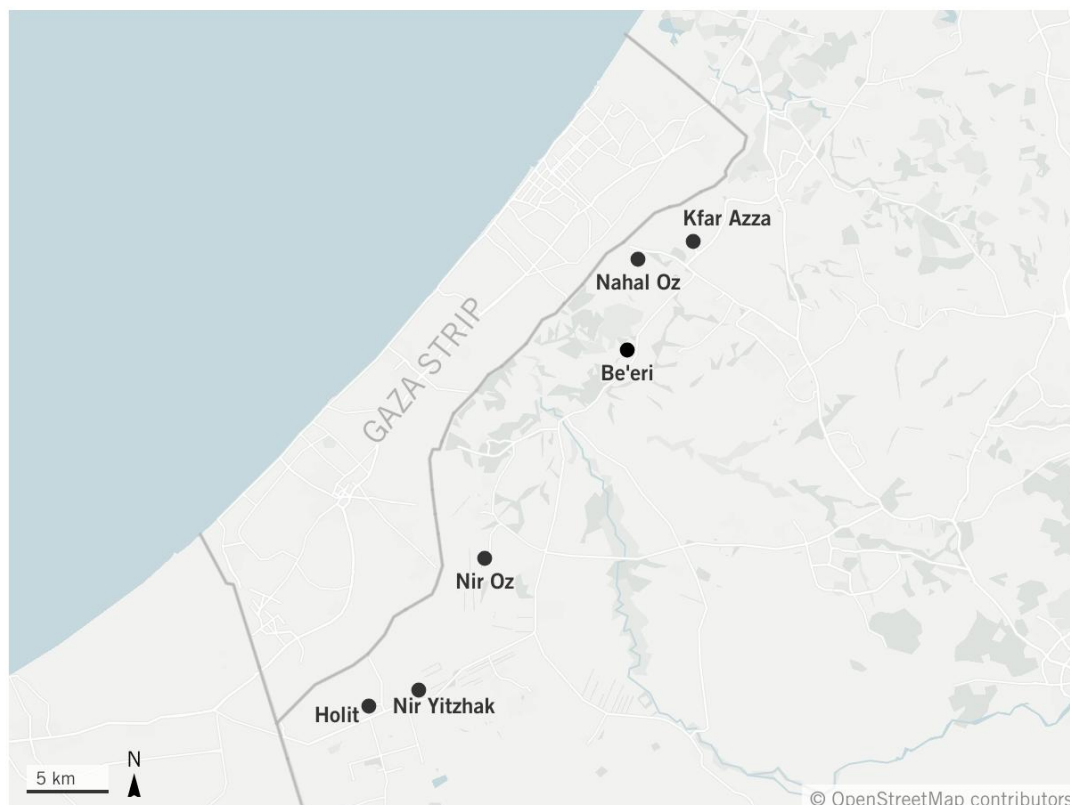 Kfar Azza
Nahal Oz
GAZA STRIP
Be'eri
Nir Oz
Nir Yitzhak
Holit
N
5 km
© OpenStreetMap contributors